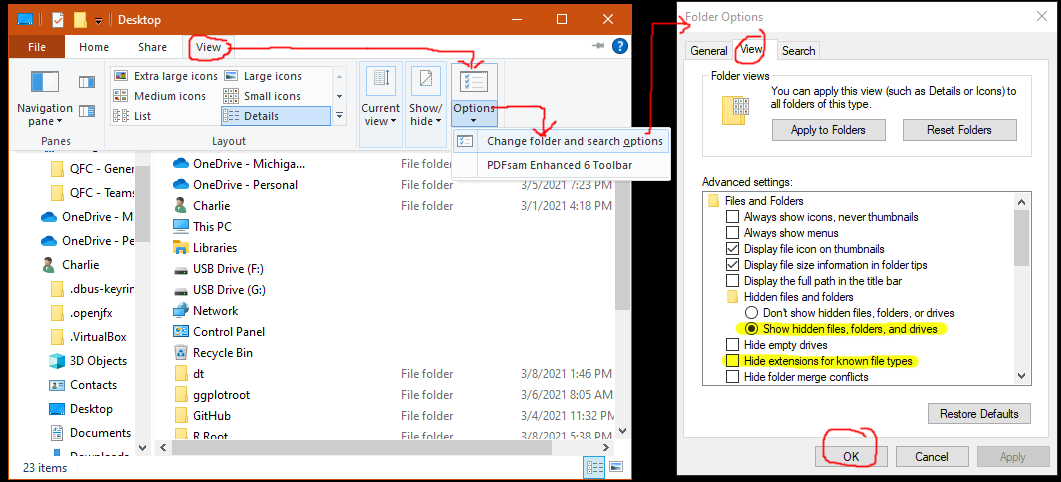 Desktop
File Home Share View
Navigation pane
Panes
Extra large icons Large icons
Medium icons Small icons
List Details
Layout
Current view
Show/ hide
Options
Change folder and search options
PDFsam Enhanced 6 Toolbar
QFC - Gener
QFC - Teams
OneDrive - M
OneDrive - Pe
Charlie
.dbus-keyrin
.openjfx
.VirtualBox
3D Objects
Contacts
Desktop
Documents
OneDrive - Michiga... File folder
OneDrive - Personal File folder 3/5/2021 7:23 PM
Charlie File folder 3/1/2021 4:18 PM
This PC
Libraries
USB Drive (F:)
USB Drive (G:)
Network
Control Panel
Recycle Bin
dt File folder 3/8/2021 1:46 PM
ggplotroot File folder 3/6/2021 8:05 AM
GitHub File folder 3/4/2021 11:32 PM
R Root File folder 3/8/2021 5:38 PM
23 items
Folder Options
General View Search
Folder views
You can apply this view (such as Details or Icons) to
all folders of this type.
Apply to Folders Reset Folders
Advanced settings:
Files and Folders
Always show icons, never thumbnails
Always show menus
Display file icon on thumbnails
Display file size information in folder tips
Display the full path in the title bar
Hidden files and folders
Don't show hidden files, folders, or drives
Show hidden files, folders, and drives
Hide empty drives
Hide extensions for known file types
Hide folder merge conflicts
Restore Defaults
OK Cancel Apply